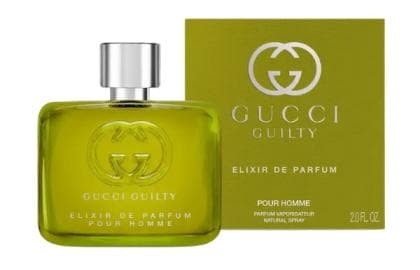 GUCCI GUILTY
ELIXIR DE PARFUM
POUR HOMME
GUCCI
GUILTY
ELIXIR DE PARFUM
POUR HOMME
PARFUM VAPORISATEUR
NATURAL SPRAY
2.0 FL. OZ.